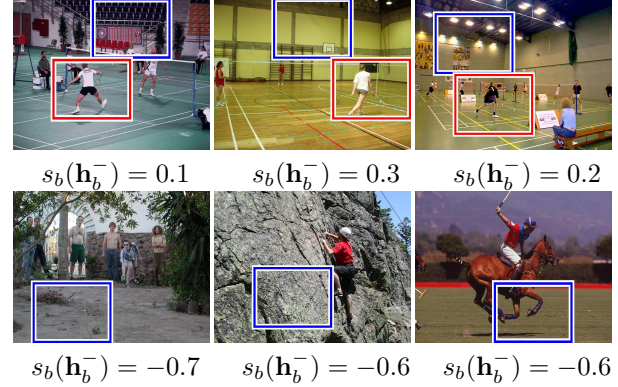 $s_b(\mathbf{h}_b^-) = 0.1$ $s_b(\mathbf{h}_b^-) = 0.3$ $s_b(\mathbf{h}_b^-) = 0.2$
$s_b(\mathbf{h}_b^-) = -0.7$ $s_b(\mathbf{h}_b^-) = -0.6$ $s_b(\mathbf{h}_b^-) = -0.6$